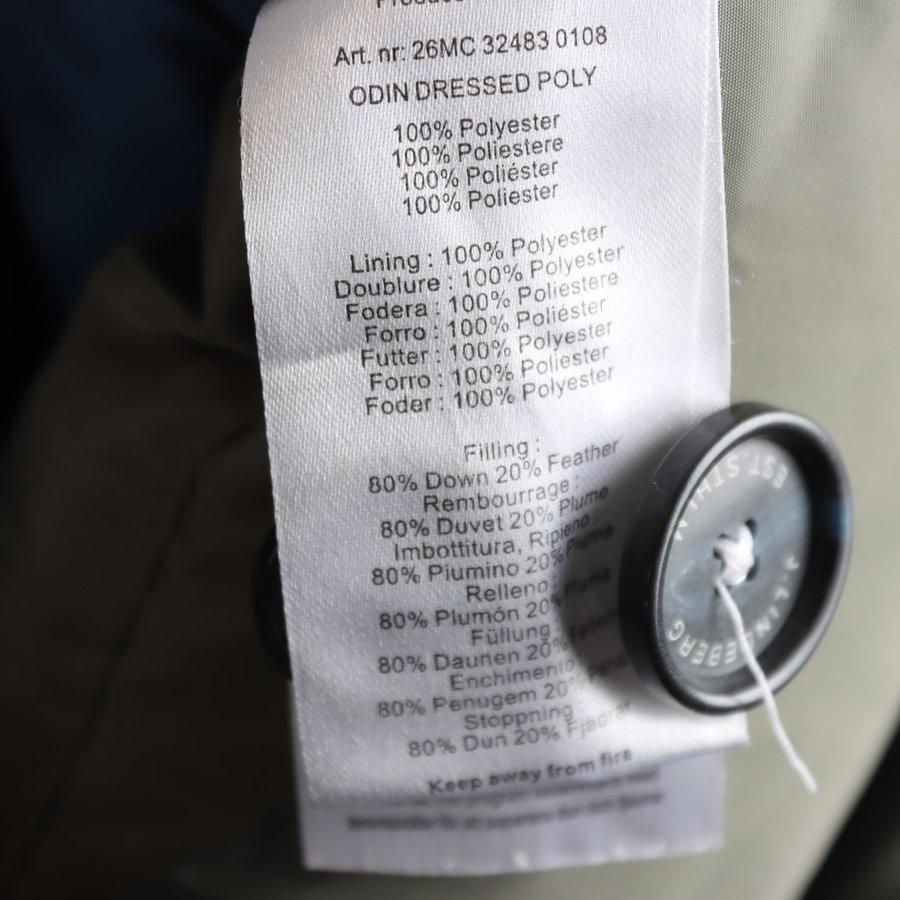 Art. nr: 26MC 32483 0108
ODIN DRESSED POLY
100% Polyester
100% Poliestere
100% Poliéster
100% Poliester
Lining : 100% Polyester
Doublure : 100% Polyester
Fodera : 100% Poliestere
Forro : 100% Poliéster
Futter : 100% Polyester
Forro : 100% Poliester
Foder : 100% Polyester
Filling :
80% Down 20% Feather
Rembourrage :
80% Duvet 20% Plume
Imbottitura, Ripieno :
80% Piumino 20% Piuma
Relleno :
80% Plumón 20% Pluma
Füllung :
80% Daunen 20%
Enchimento :
80% Penugem 20%
Stoppning :
80% Dun 20% Fjädrar
Keep away from fire
EST. STHLM
J.LINDEBERG